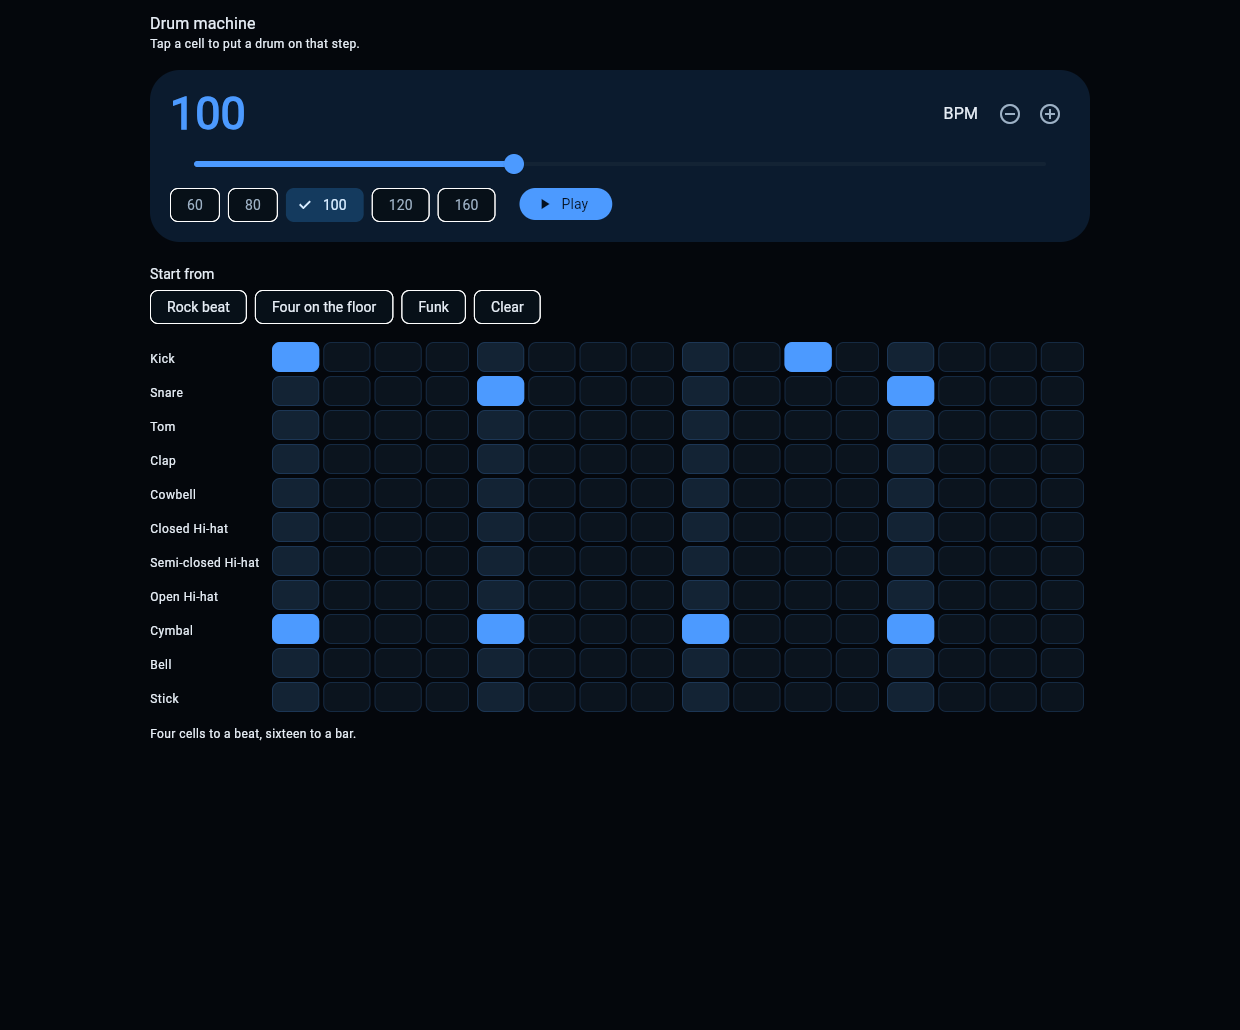 Drum machine
Tap a cell to put a drum on that step.
100
BPM
60 80 100 120 160 Play
Start from
Rock beat Four on the floor Funk Clear
Kick
Snare
Tom
Clap
Cowbell
Closed Hi-hat
Semi-closed Hi-hat
Open Hi-hat
Cymbal
Bell
Stick
Four cells to a beat, sixteen to a bar.